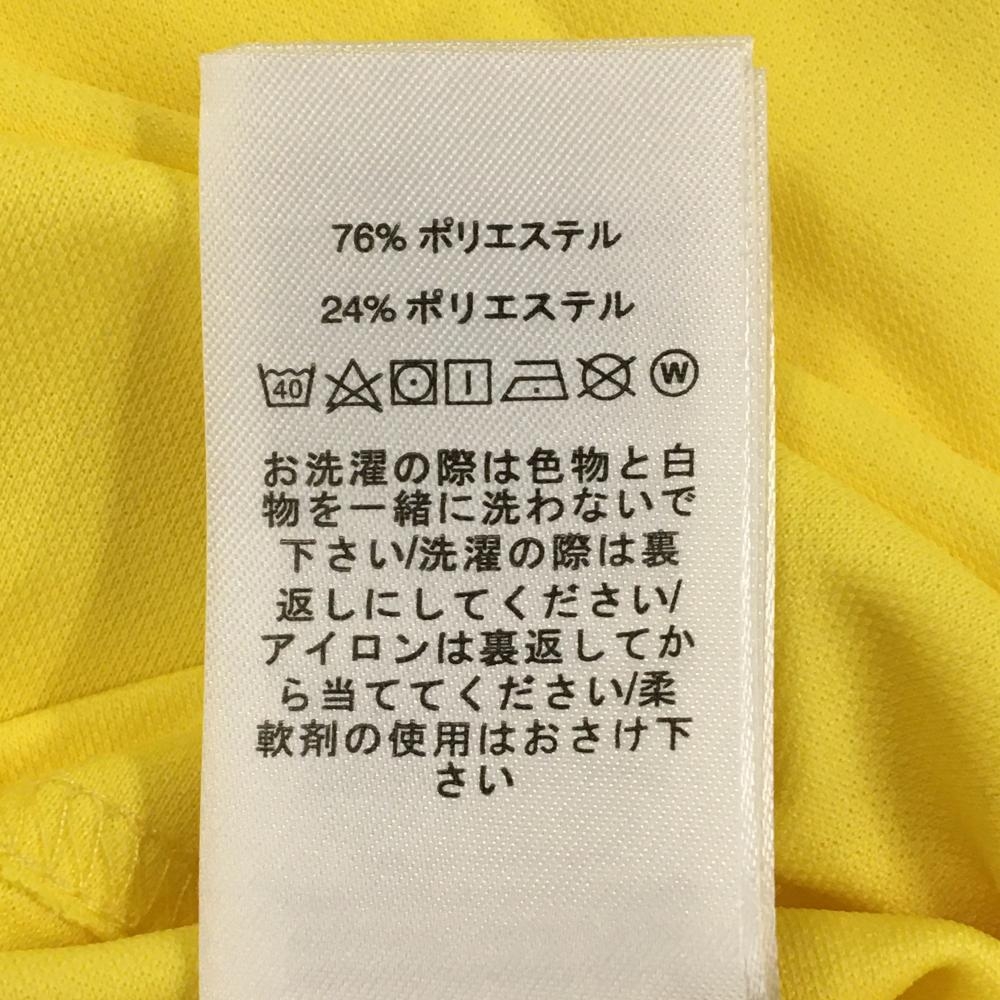 76% ポリエステル
24% ポリエステル
40 W
お洗濯の際は色物と白
物を一緒に洗わないで
下さい/洗濯の際は裏
返しにしてください/
アイロンは裏返してか
ら当ててください/柔
軟剤の使用はおさけ下
さい